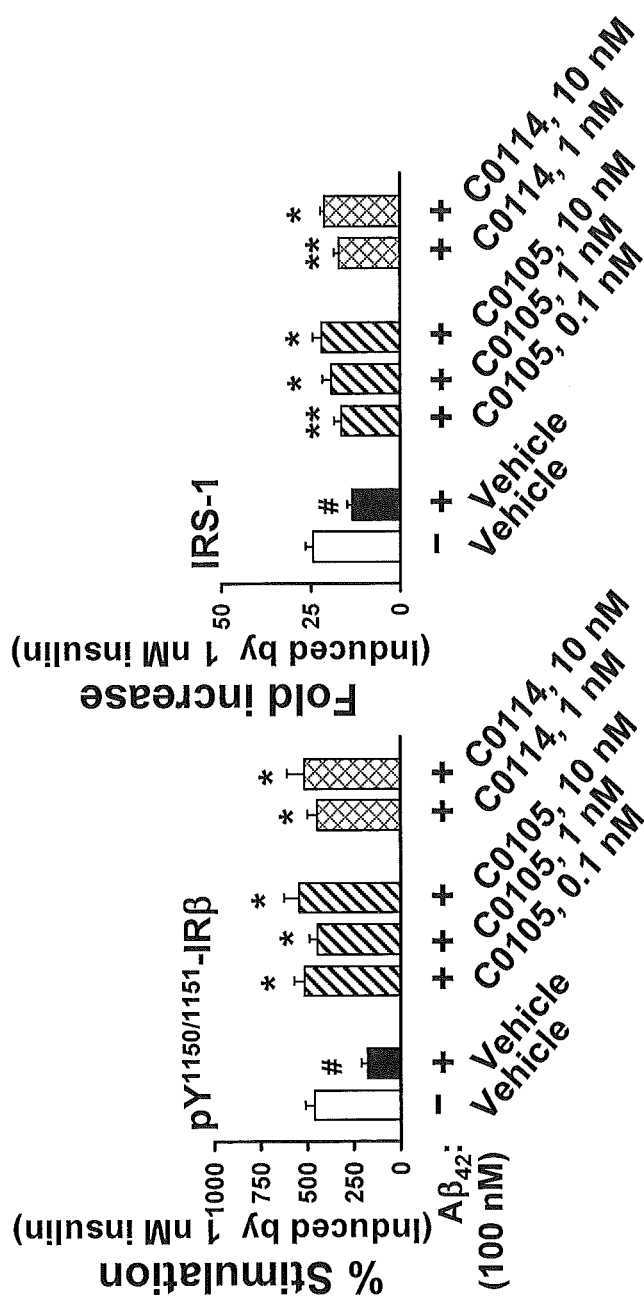 pY1150/1151-IRβ
% Stimulation
(Induced by 1 nM insulin)
1000
750
500
250
0
#
*
*
*
*
*
Aβ42:
(100 nM)
− + + + + + +
Vehicle
Vehicle
C0105, 0.1 nM
C0105, 1 nM
C0105, 10 nM
C0114, 1 nM
C0114, 10 nM
IRS-1
Fold increase
(Induced by 1 nM insulin)
50
25
0
#
**
*
*
**
*
− + + + + + +
Vehicle
Vehicle
C0105, 0.1 nM
C0105, 1 nM
C0105, 10 nM
C0114, 1 nM
C0114, 10 nM